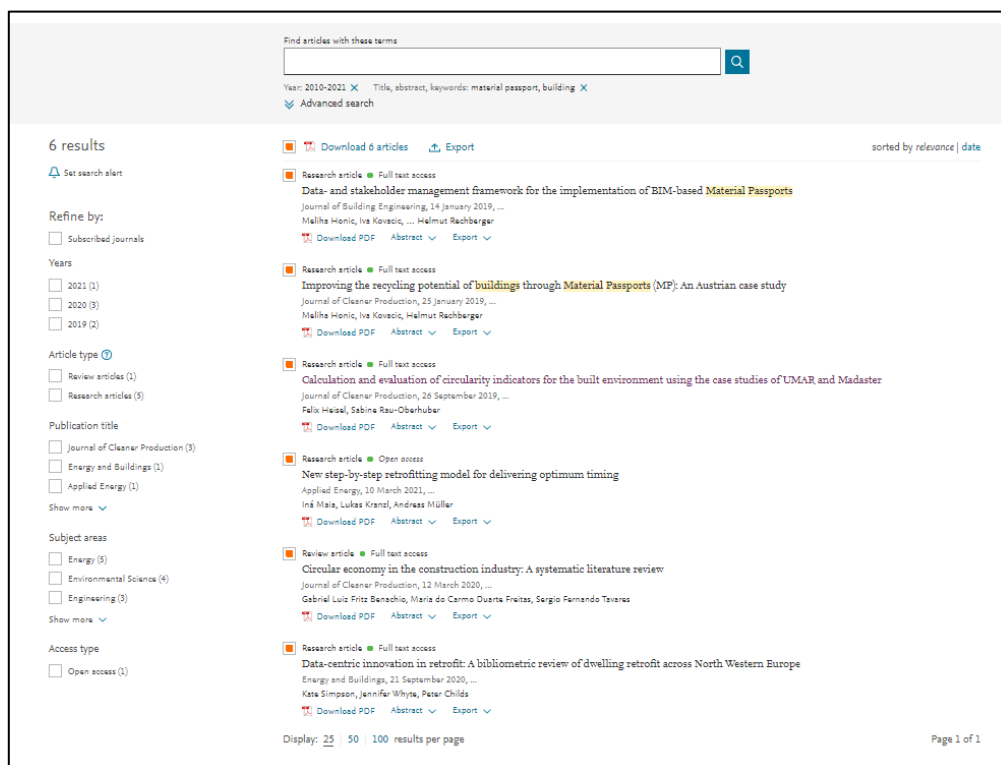 Find articles with these terms
Year: 2010-2021 Title, abstract, keywords: material passport, building
Advanced search
6 results
Set search alert
Refine by:
Subscribed journals
Years
2021 (1)
2020 (3)
2019 (2)
Article type
Review articles (1)
Research articles (5)
Publication title
Journal of Cleaner Production (3)
Energy and Buildings (1)
Applied Energy (1)
Show more
Subject areas
Energy (5)
Environmental Science (4)
Engineering (3)
Show more
Access type
Open access (1)
Download 6 articles Export sorted by relevance | date
Research article Full text access
Data- and stakeholder management framework for the implementation of BIM-based Material Passports
Journal of Building Engineering, 14 January 2019, ...
Meliha Honic, Iva Kovacic, ... Helmut Rechberger
Download PDF Abstract Export
Research article Full text access
Improving the recycling potential of buildings through Material Passports (MP): An Austrian case study
Journal of Cleaner Production, 25 January 2019, ...
Meliha Honic, Iva Kovacic, Helmut Rechberger
Download PDF Abstract Export
Research article Full text access
Calculation and evaluation of circularity indicators for the built environment using the case studies of UMAR and Madaster
Journal of Cleaner Production, 26 September 2019, ...
Felix Heisel, Sabine Rau-Oberhuber
Download PDF Abstract Export
Research article Open access
New step-by-step retrofitting model for delivering optimum timing
Applied Energy, 10 March 2021, ...
Iná Maia, Lukas Kranzl, Andreas Müller
Download PDF Abstract Export
Review article Full text access
Circular economy in the construction industry: A systematic literature review
Journal of Cleaner Production, 12 March 2020, ...
Gabriel Luiz Fritz Benachio, Maria do Carmo Duarte Freitas, Sergio Fernando Tavares
Download PDF Abstract Export
Research article Full text access
Data-centric innovation in retrofit: A bibliometric review of dwelling retrofit across North Western Europe
Energy and Buildings, 21 September 2020, ...
Kate Simpson, Jennifer Whyte, Peter Childs
Download PDF Abstract Export
Display: 25 | 50 | 100 results per page Page 1 of 1